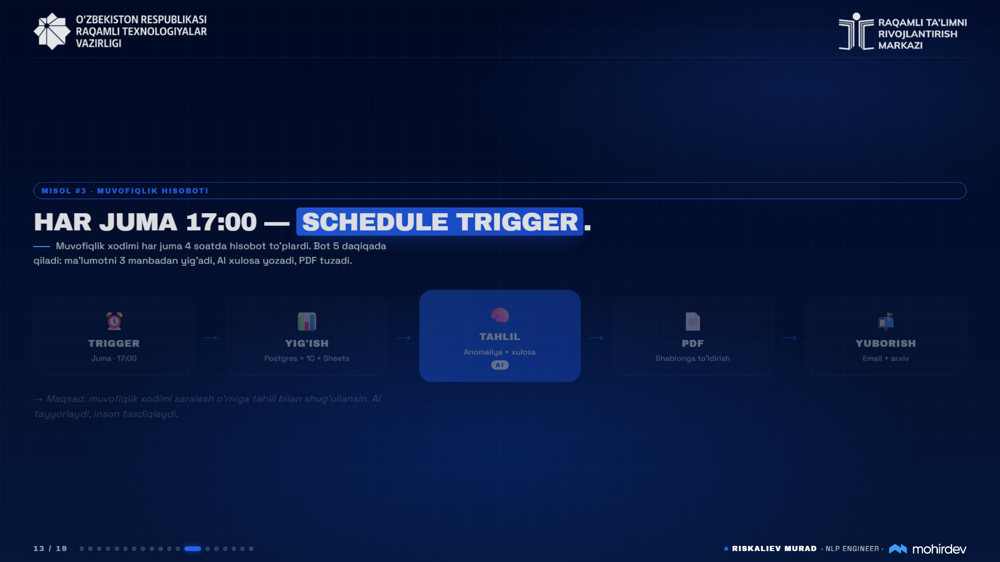 O'ZBEKISTON RESPUBLIKASI
RAQAMLI TEXNOLOGIYALAR
VAZIRLIGI
RAQAMLI TA'LIMNI
RIVOJLANTIRISH
MARKAZI
MISOL #3 · MUVOFIQLIK HISOBOTI
HAR JUMA 17:00 — SCHEDULE TRIGGER.
Muvofiqlik xodimi har juma 4 soatda hisobot to'plardi. Bot 5 daqiqada
qiladi: ma'lumotni 3 manbadan yig'adi, AI xulosa yozadi, PDF tuzadi.
TRIGGER
Juma · 17:00
→
YIG'ISH
Postgres + 1C + Sheets
→
TAHLIL
Anomaliya + xulosa
AI
→
PDF
Shablonga to'ldirish
→
YUBORISH
Email + arxiv
→ Maqsad: muvofiqlik xodimi saralash o'rniga tahlil bilan shug'ullansin. AI
tayyorlaydi, inson tasdiqlaydi.
13 / 19
RISKALIEV MURAD · NLP ENGINEER ·
mohirdev